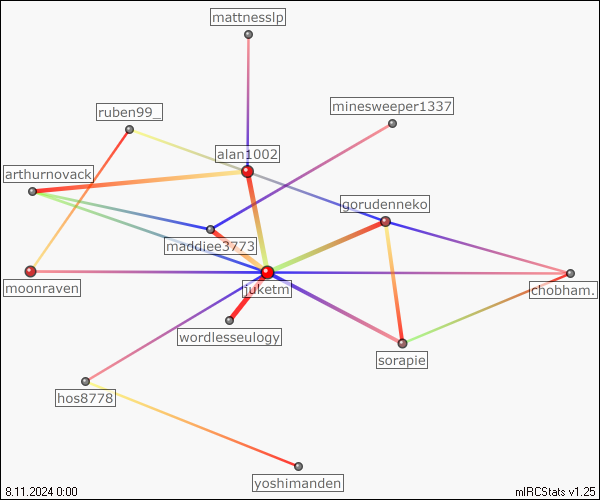 mattnesslp
minesweeper1337
ruben99_
alan1002
arthurnovack
gorudenneko
maddiee3773
moonraven
juketm
chobham.
wordlesseulogy
sorapie
hos8778
yoshimanden
8.11.2024 0:00
mIRCStats v1.25